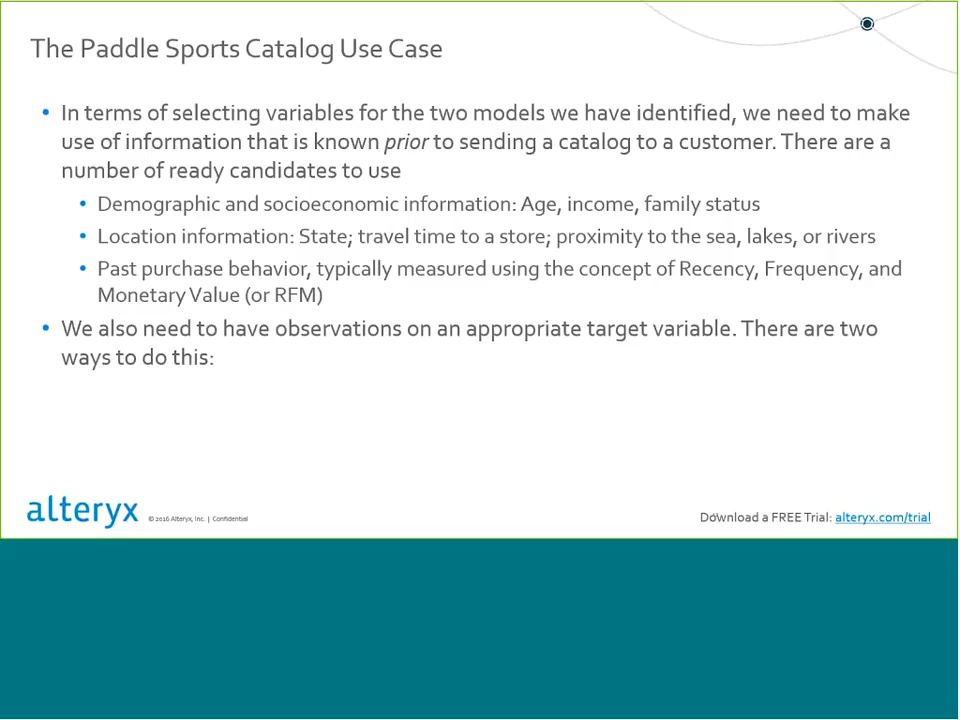 The Paddle Sports Catalog Use Case
• In terms of selecting variables for the two models we have identified, we need to make
use of information that is known prior to sending a catalog to a customer. There are a
number of ready candidates to use
• Demographic and socioeconomic information: Age, income, family status
• Location information: State; travel time to a store; proximity to the sea, lakes, or rivers
• Past purchase behavior, typically measured using the concept of Recency, Frequency, and
Monetary Value (or RFM)
• We also need to have observations on an appropriate target variable. There are two
ways to do this:
alteryx © 2016 Alteryx, Inc. | Confidential
Download a FREE Trial: alteryx.com/trial